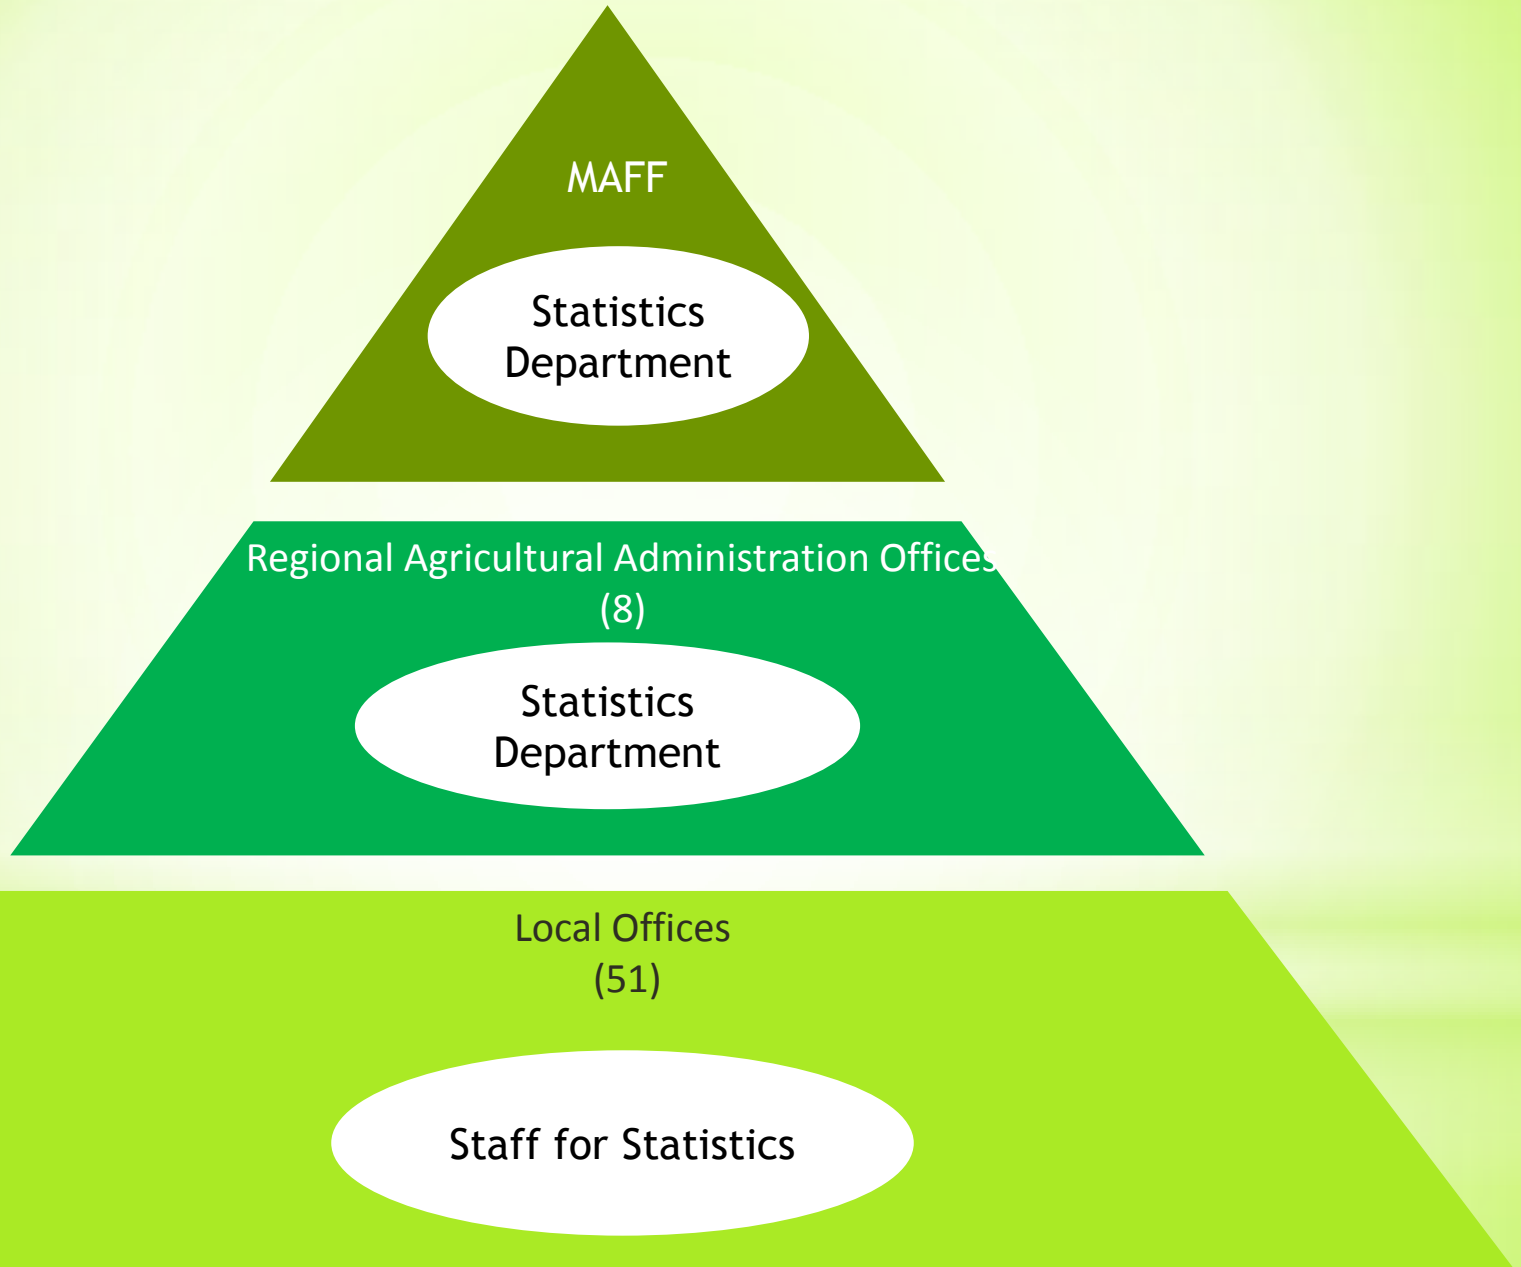 MAFF
Statistics
Department
Regional Agricultural Administration Offices
(8)
Statistics
Department
Local Offices
(51)
Staff for Statistics